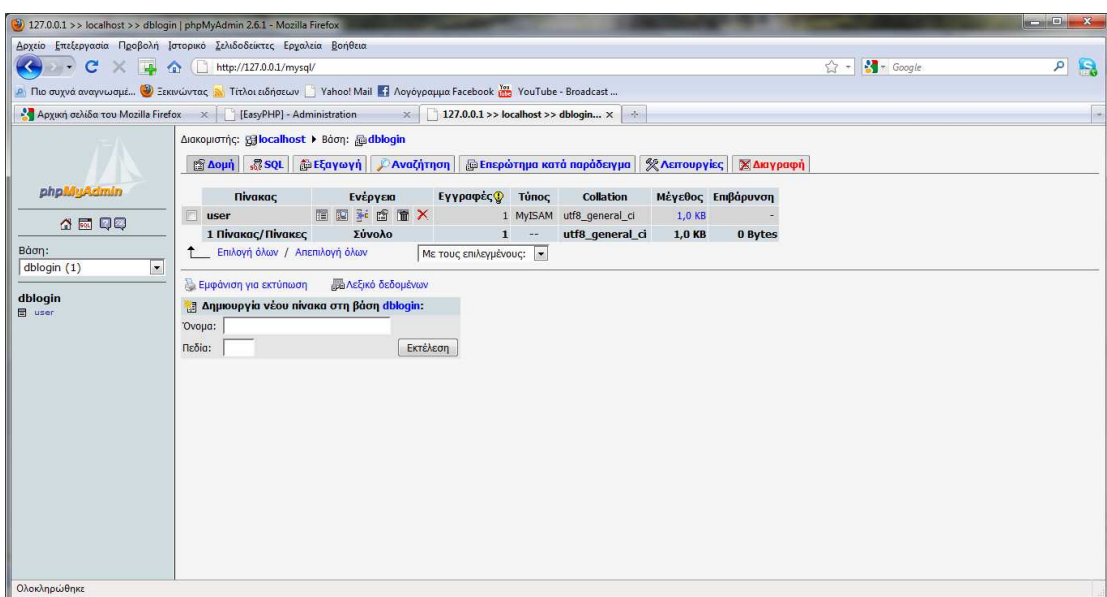 127.0.0.1 >> localhost >> dblogin | phpMyAdmin 2.6.1 - Mozilla Firefox
Αρχείο Επεξεργασία Προβολή Ιστορικό Σελιδοδείκτες Εργαλεία Βοήθεια
http://127.0.0.1/mysql/
Google
Πιο συχνά αναγνωσμέ... Ξεκινώντας Τίτλοι ειδήσεων Yahoo! Mail Λογόγραμμα Facebook YouTube - Broadcast ...
Αρχική σελίδα του Mozilla Firefox [EasyPHP] - Administration 127.0.0.1 >> localhost >> dblogin...
phpMyAdmin
Βάση:
dblogin (1)
dblogin
user
Διακομιστής: localhost Βάση: dblogin
Δομή SQL Εξαγωγή Αναζήτηση Επερώτημα κατά παράδειγμα Λειτουργίες Διαγραφή
Πίνακας Ενέργεια Εγγραφές Τύπος Collation Μέγεθος Επιβάρυνση
user 1 MyISAM utf8_general_ci 1,0 KB -
1 Πίνακας/Πίνακες Σύνολο 1 -- utf8_general_ci 1,0 KB 0 Bytes
Επιλογή όλων / Απεπιλογή όλων Με τους επιλεγμένους:
Εμφάνιση για εκτύπωση Λεξικό δεδομένων
Δημιουργία νέου πίνακα στη βάση dblogin:
Όνομα:
Πεδία: Εκτέλεση
Ολοκληρώθηκε